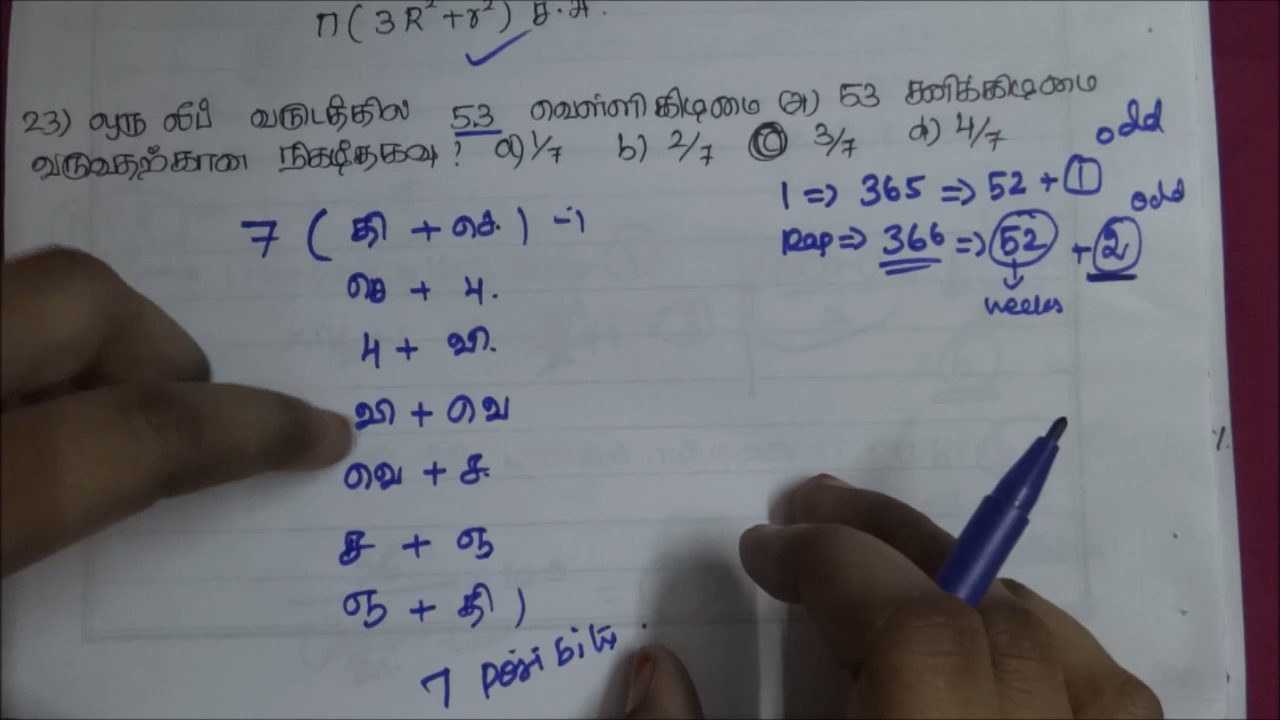 π(3R²+r²) ச.அ.
23) ஒரு லீப் வருடத்தில் 53 வெள்ளிகிழமை (அ) 53 சனிக்கிழமை
வருவதற்கான நிகழ்தகவு? a) 1/7 b) 2/7 c 3/7 d) 4/7
1 => 365 => 52 + 1 odd
leap => 366 => 52 + 2 odd
weeks
7 ( தி + செ. )
செ + பு.
பு + வி.
வி + வெ
வெ + ச.
ச + ஞ
ஞ + தி )
7